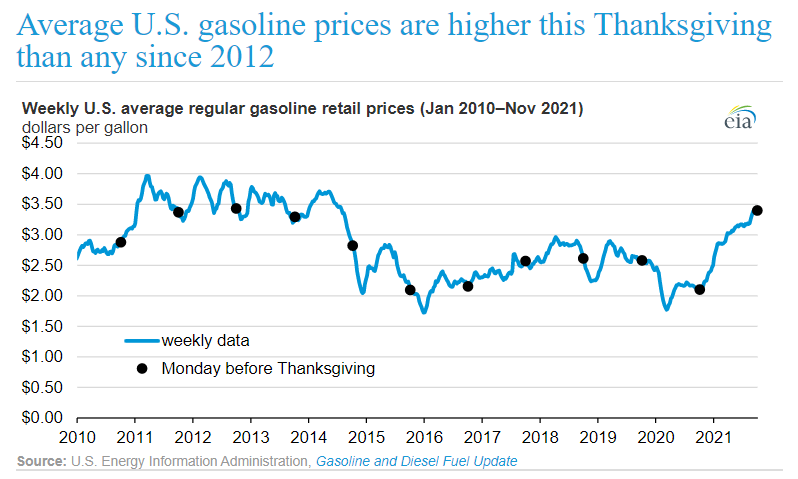 Average U.S. gasoline prices are higher this Thanksgiving
than any since 2012
Weekly U.S. average regular gasoline retail prices (Jan 2010–Nov 2021)
dollars per gallon
eia
$4.50
$4.00
$3.50
$3.00
$2.50
$2.00
$1.50
$1.00
$0.50
$0.00
weekly data
Monday before Thanksgiving
2010 2011 2012 2013 2014 2015 2016 2017 2018 2019 2020 2021
Source: U.S. Energy Information Administration, Gasoline and Diesel Fuel Update